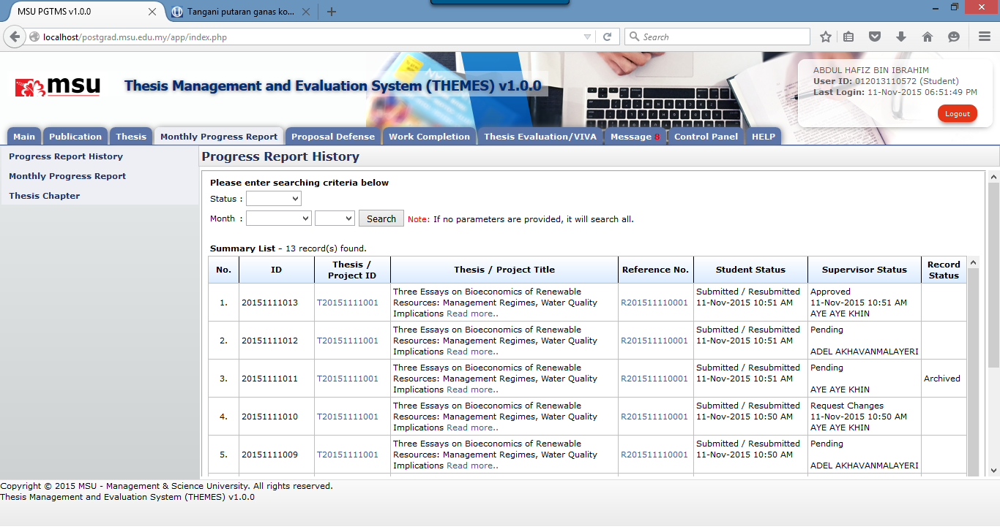 MSU PGTMS v1.0.0
Tangani putaran ganas ko...
localhost/postgrad.msu.edu.my/app/index.php
Search
msu
Thesis Management and Evaluation System (THEMES) v1.0.0
ABDUL HAFIZ BIN IBRAHIM
User ID: 012013110572 (Student)
Last Login: 11-Nov-2015 06:51:49 PM
Logout
Main
Publication
Thesis
Monthly Progress Report
Proposal Defense
Work Completion
Thesis Evaluation/VIVA
Message 8
Control Panel
HELP
Progress Report History
Monthly Progress Report
Thesis Chapter
Progress Report History
Please enter searching criteria below
Status :
Month :
Search
Note: If no parameters are provided, it will search all.
Summary List - 13 record(s) found.
No.
ID
Thesis /
Project ID
Thesis / Project Title
Reference No.
Student Status
Supervisor Status
Record
Status
1.
20151111013
T20151111001
Three Essays on Bioeconomics of Renewable
Resources: Management Regimes, Water Quality
Implications Read more..
R201511110001
Submitted / Resubmitted
11-Nov-2015 10:51 AM
Approved
11-Nov-2015 10:51 AM
AYE AYE KHIN
2.
20151111012
T20151111001
Three Essays on Bioeconomics of Renewable
Resources: Management Regimes, Water Quality
Implications Read more..
R201511110001
Submitted / Resubmitted
11-Nov-2015 10:51 AM
Pending
ADEL AKHAVANMALAYERI
3.
20151111011
T20151111001
Three Essays on Bioeconomics of Renewable
Resources: Management Regimes, Water Quality
Implications Read more..
R201511110001
Submitted / Resubmitted
11-Nov-2015 10:51 AM
Pending
AYE AYE KHIN
Archived
4.
20151111010
T20151111001
Three Essays on Bioeconomics of Renewable
Resources: Management Regimes, Water Quality
Implications Read more..
R201511110001
Submitted / Resubmitted
11-Nov-2015 10:50 AM
Request Changes
11-Nov-2015 10:50 AM
AYE AYE KHIN
5.
20151111009
T20151111001
Three Essays on Bioeconomics of Renewable
Resources: Management Regimes, Water Quality
Implications Read more..
R201511110001
Submitted / Resubmitted
11-Nov-2015 10:50 AM
Pending
ADEL AKHAVANMALAYERI
Copyright © 2015 MSU - Management & Science University. All rights reserved.
Thesis Management and Evaluation System (THEMES) v1.0.0